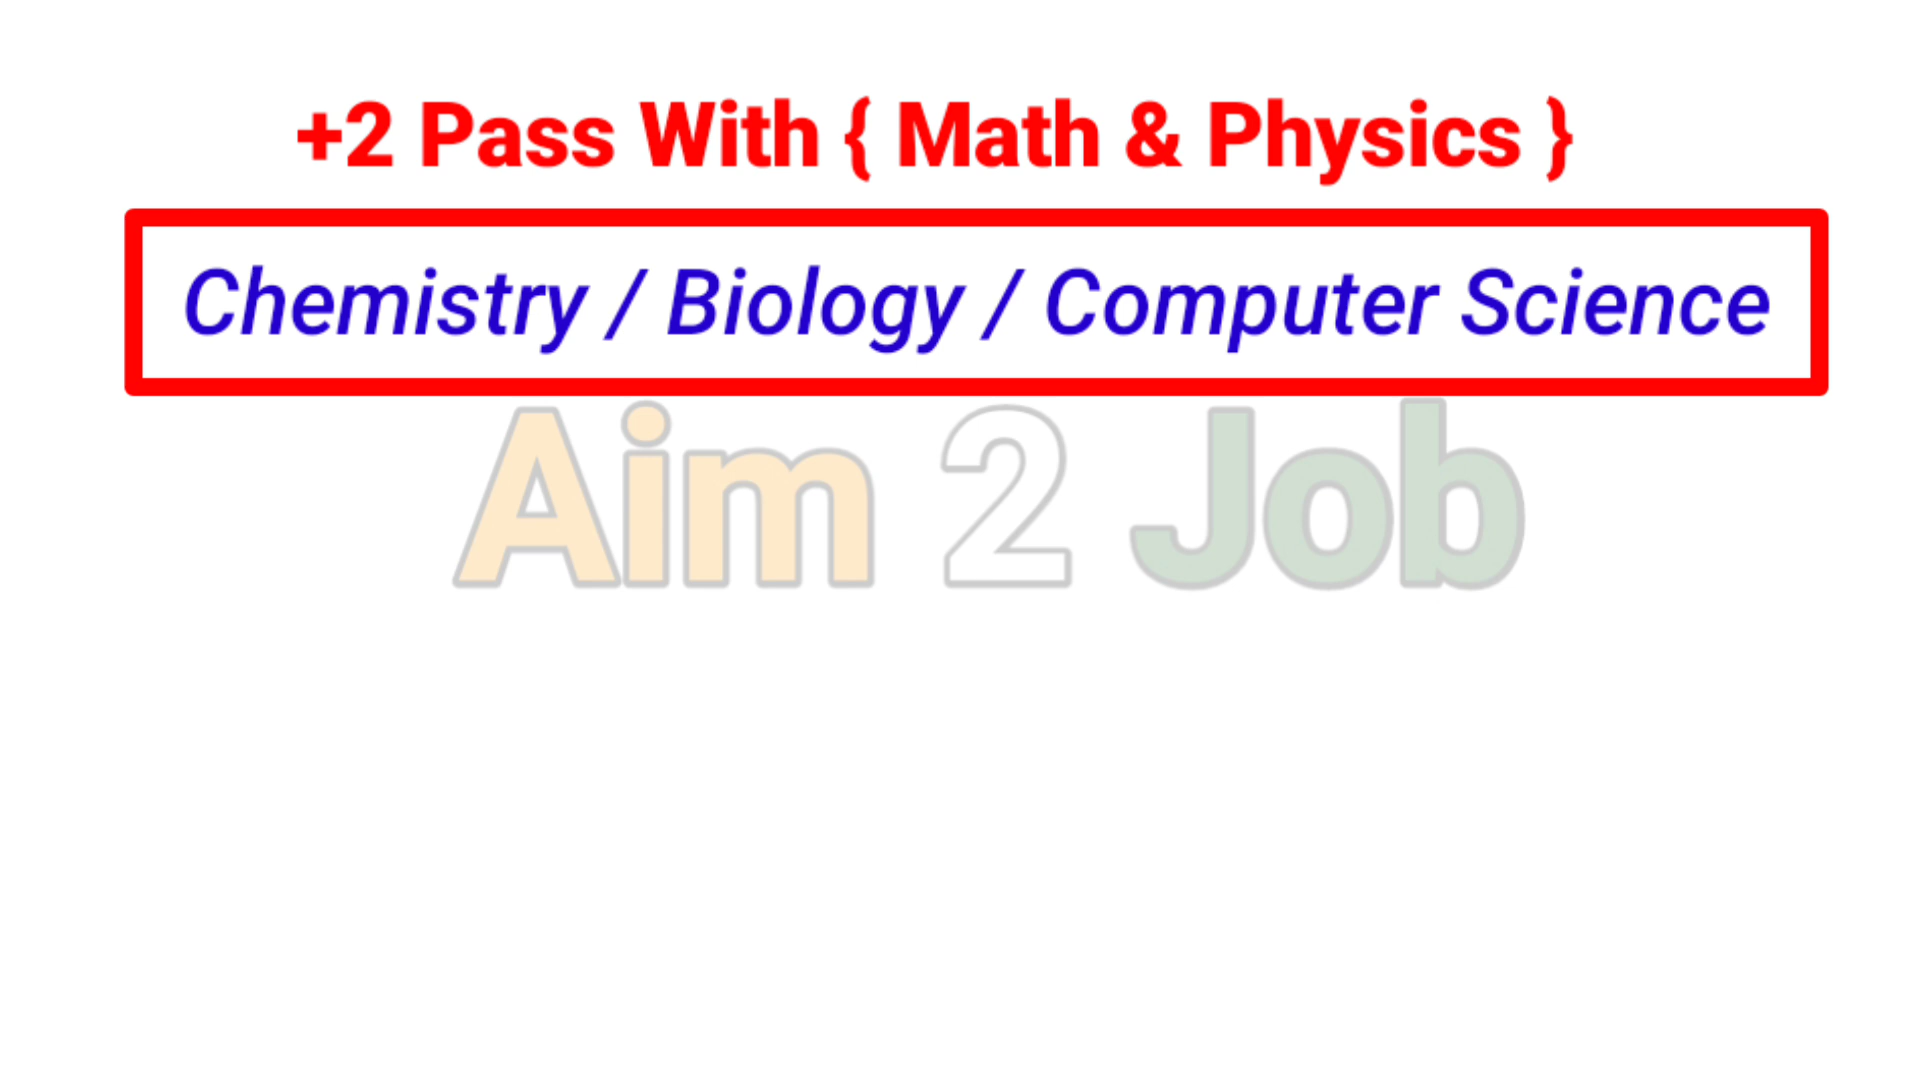 +2 Pass With { Math & Physics }
Chemistry / Biology / Computer Science
Aim 2 Job